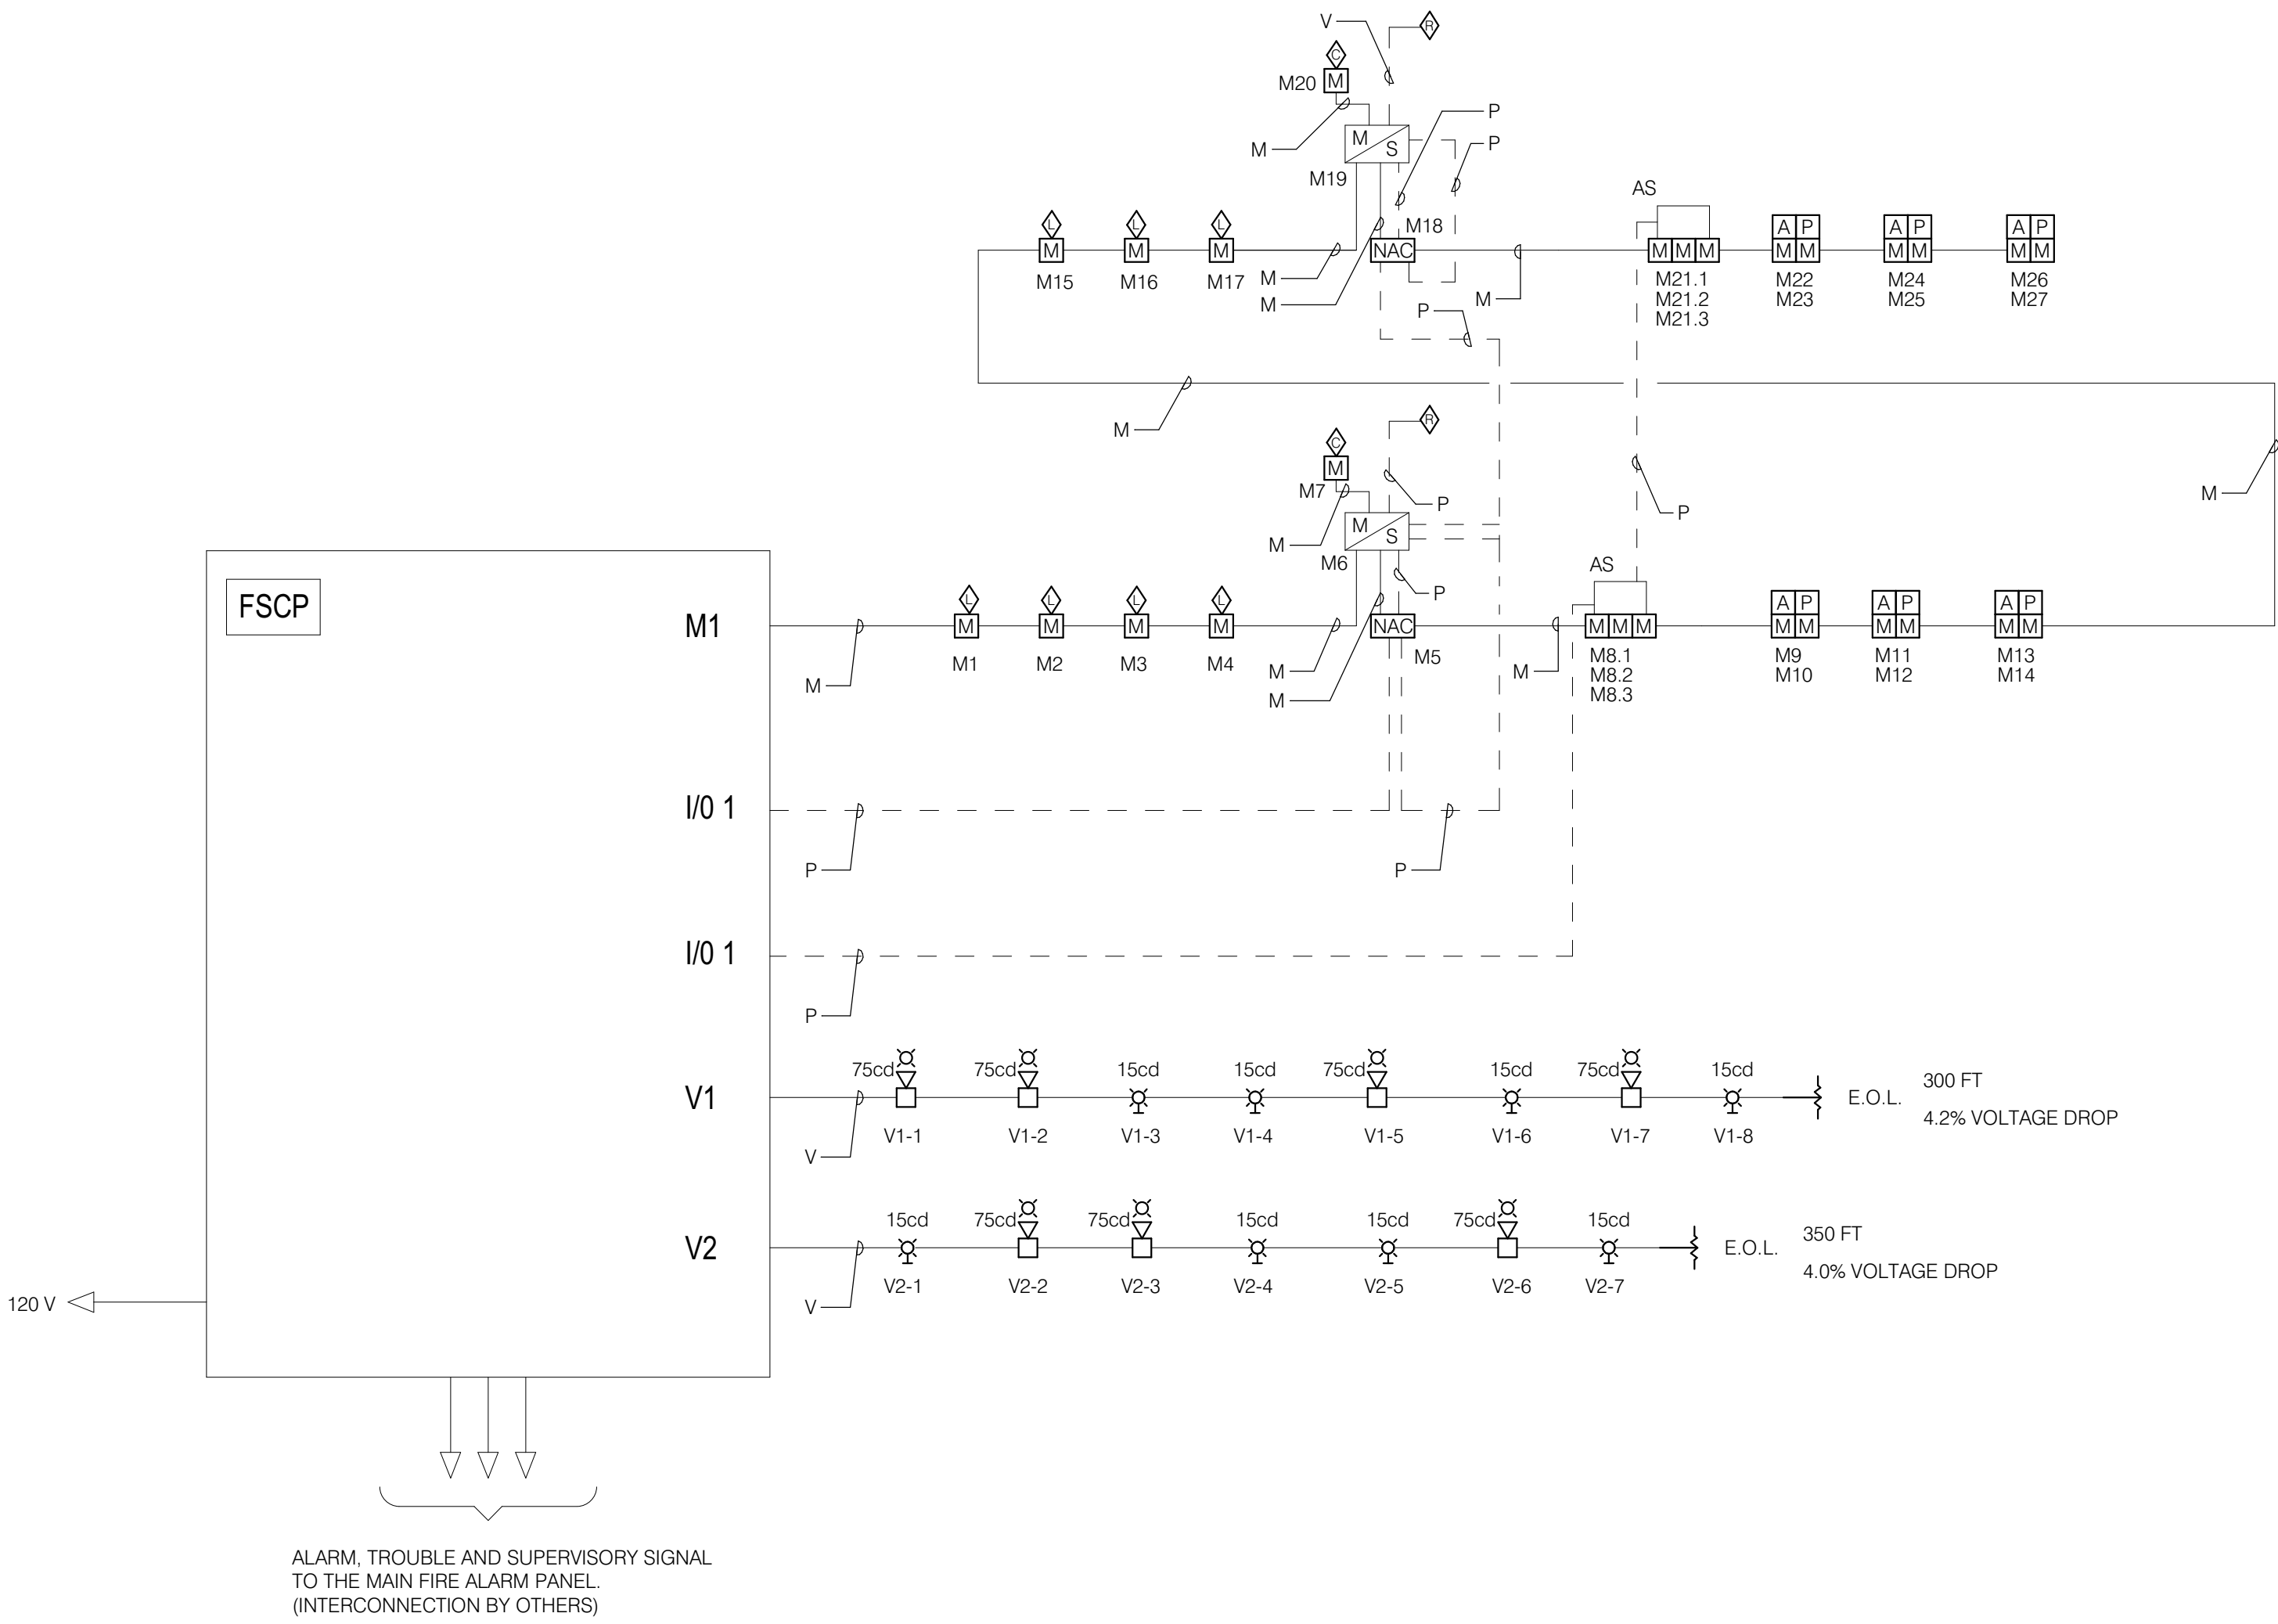 V
R
C
M20 M
P
M
M S
P
M19
AS
L L L
M18
A P A P A P
M M M NAC M M M M M M M M M
M
M15 M16 M17
M21.1 M22 M24 M26
M
M
M21.2 M23 M25 M27
P
M21.3
M
R
C
M
M7
M
P
P
M S
M
M6
AS
FSCP
L L L L
P
A P A P A P
M1
M M M M NAC M M M M M M M M M
M1 M2 M3 M4
M5
M8.1 M9 M11 M13
M
M
M8.2 M10 M12 M14
M
M8.3
M
I/0 1
P
P
I/0 1
P
75cd 75cd 15cd 15cd 75cd 15cd 75cd 15cd
300 FT
V1
E.O.L.
4.2% VOLTAGE DROP
V1-1 V1-2 V1-3 V1-4 V1-5 V1-6 V1-7 V1-8
V
15cd 75cd 75cd 15cd 15cd 75cd 15cd
350 FT
V2
E.O.L.
4.0% VOLTAGE DROP
V2-1 V2-2 V2-3 V2-4 V2-5 V2-6 V2-7
120 V
V
ALARM, TROUBLE AND SUPERVISORY SIGNAL
TO THE MAIN FIRE ALARM PANEL.
(INTERCONNECTION BY OTHERS)